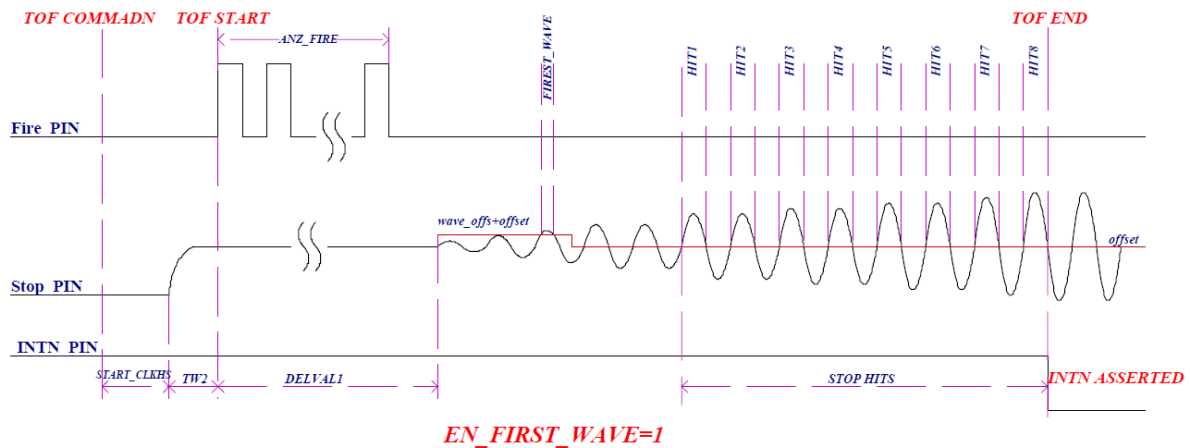 TOF COMMADN
TOF START
TOF END
ANZ_FIRE
FIREST_WAVE
HIT1
HIT2
HIT3
HIT4
HIT5
HIT6
HIT7
HIT8
Fire PIN
wave_offs+offset
offset
Stop PIN
INTN PIN
START_CLKHS
TW2
DELVAL1
STOP HITS
INTN ASSERTED
EN_FIRST_WAVE=1